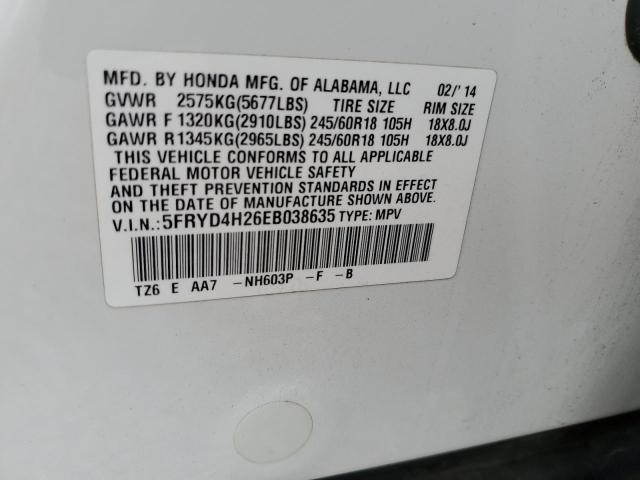 MFD. BY HONDA MFG. OF ALABAMA, LLC 02/'14
GVWR 2575KG(5677LBS) TIRE SIZE RIM SIZE
GAWR F 1320KG(2910LBS) 245/60R18 105H 18X8.0J
GAWR R 1345KG(2965LBS) 245/60R18 105H 18X8.0J
THIS VEHICLE CONFORMS TO ALL APPLICABLE
FEDERAL MOTOR VEHICLE SAFETY
AND THEFT PREVENTION STANDARDS IN EFFECT
ON THE DATE OF MANUFACTURE SHOWN ABOVE.
V.I.N.: 5FRYD4H26EB038635 TYPE: MPV
TZ6 E AA7 -NH603P -F -B